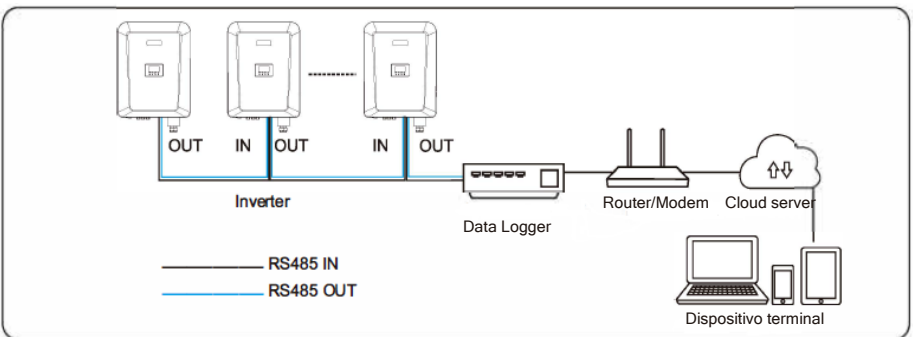 OUT IN OUT IN OUT
Inverter
Router/Modem Cloud server
Data Logger
RS485 IN
RS485 OUT
Dispositivo terminal